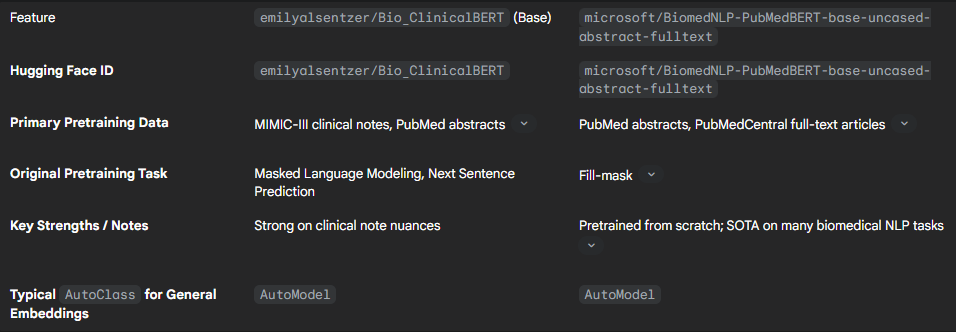 Feature emilyalsentzer/Bio_ClinicalBERT (Base) microsoft/BiomedNLP-PubMedBERT-base-uncased-
abstract-fulltext
Hugging Face ID emilyalsentzer/Bio_ClinicalBERT microsoft/BiomedNLP-PubMedBERT-base-uncased-
abstract-fulltext
Primary Pretraining Data MIMIC-III clinical notes, PubMed abstracts PubMed abstracts, PubMedCentral full-text articles
Original Pretraining Task Masked Language Modeling, Next Sentence Fill-mask
Prediction
Key Strengths / Notes Strong on clinical note nuances Pretrained from scratch; SOTA on many biomedical NLP tasks
Typical AutoClass for General AutoModel AutoModel
Embeddings